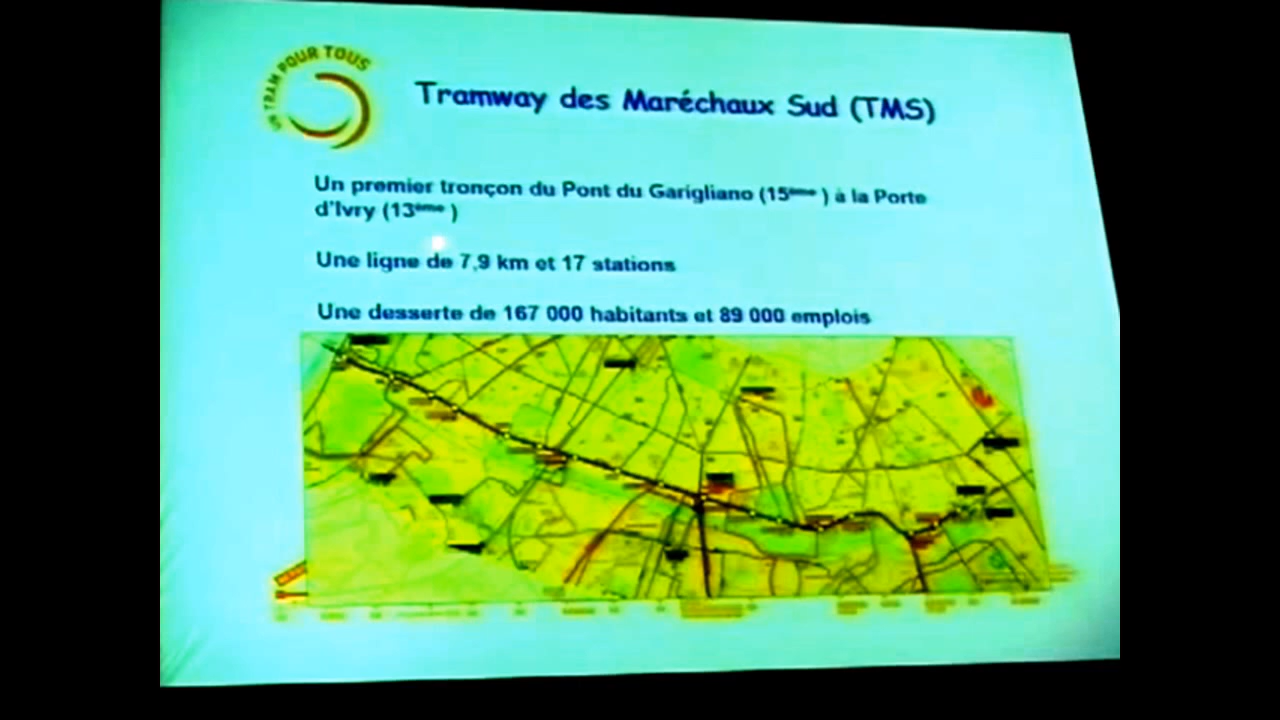 UN TRAM POUR TOUS
Tramway des Maréchaux Sud (TMS)
Un premier tronçon du Pont du Garigliano (15ème ) à la Porte
d'Ivry (13ème )
Une ligne de 7,9 km et 17 stations
Une desserte de 167 000 habitants et 89 000 emplois